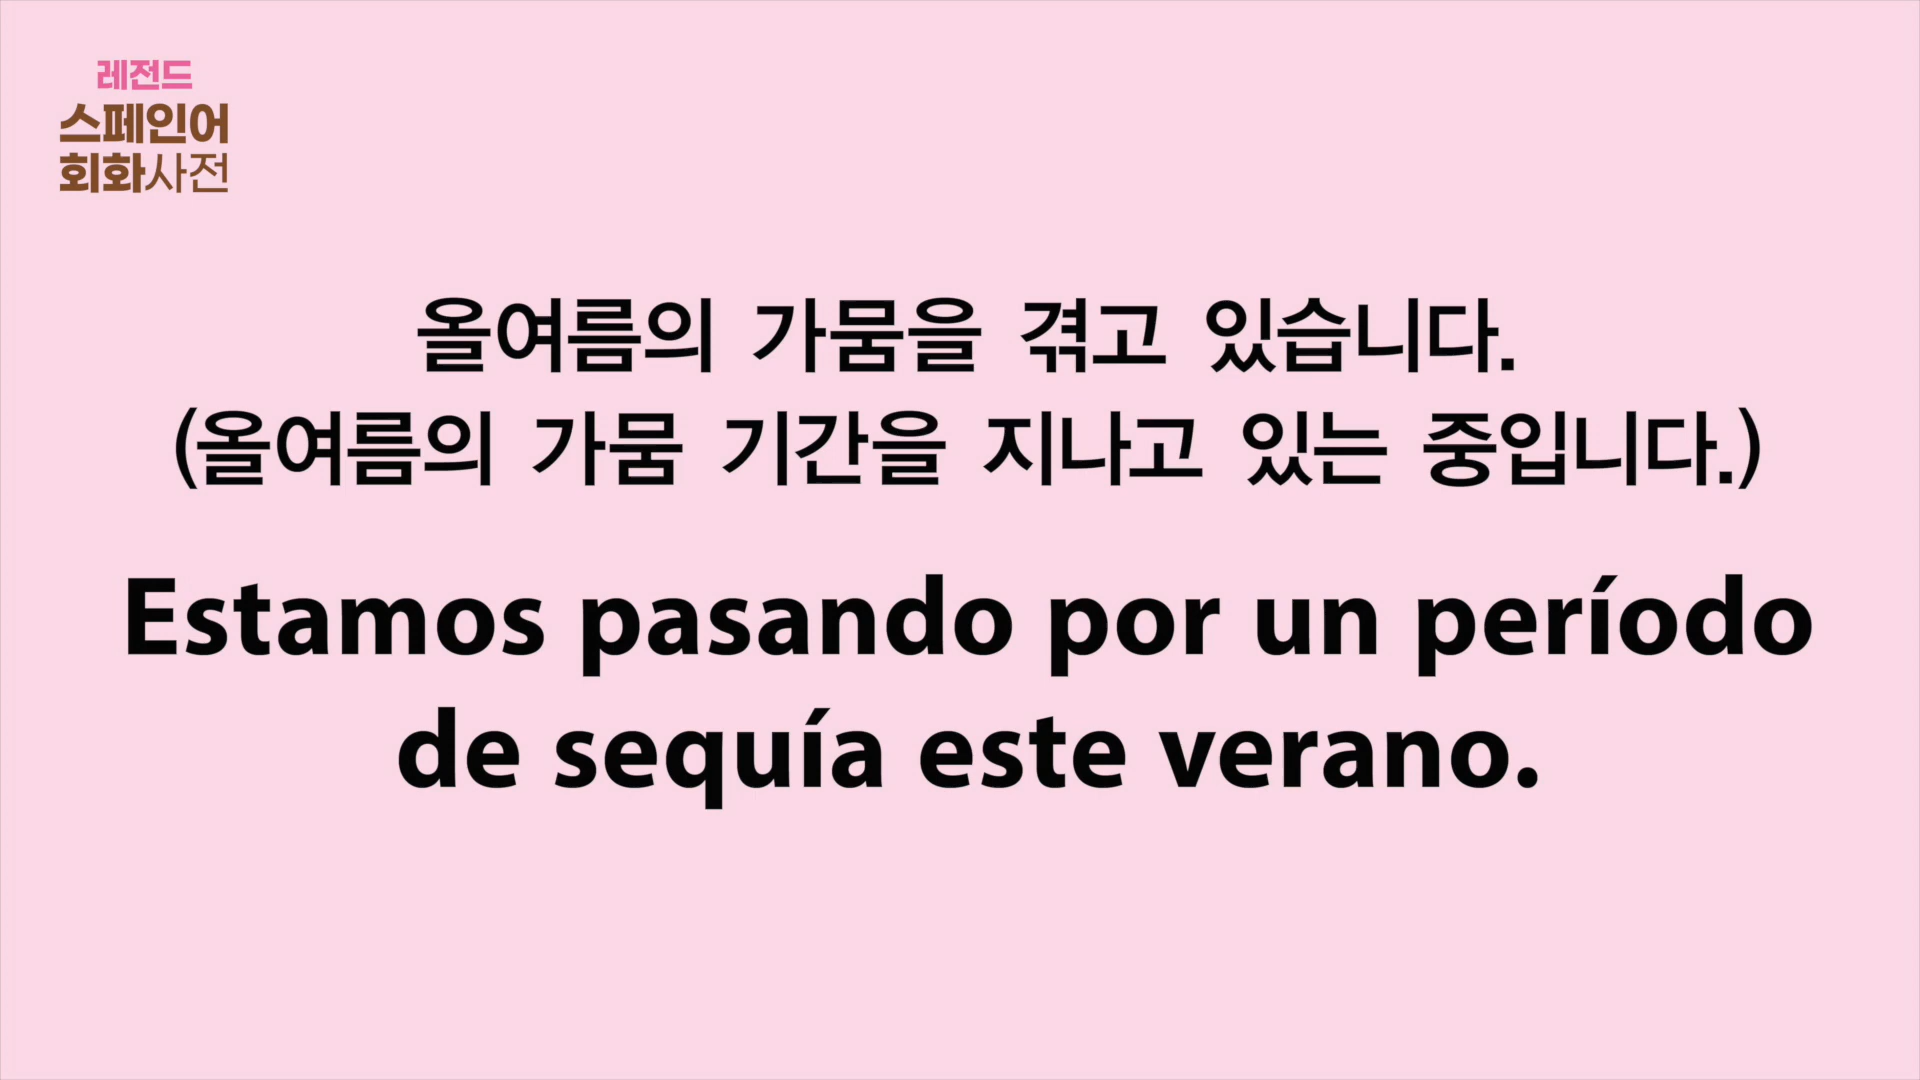 레전드
스페인어
회화사전
올여름의 가뭄을 겪고 있습니다.
(올여름의 가뭄 기간을 지나고 있는 중입니다.)
Estamos pasando por un período
de sequía este verano.